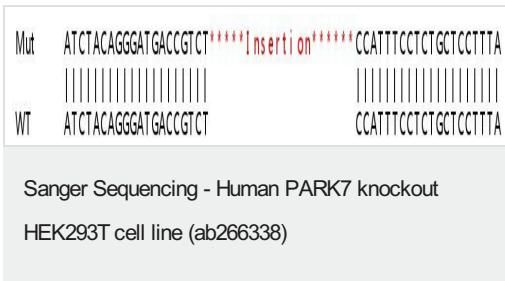 Mut ATCTACAGGGATGACCGTCT*****Insertion******CCATTTCCTCTGCTCCTTTA
||||||||||||||||||||                      ||||||||||||||||||||
WT ATCTACAGGGATGACCGTCT CCATTTCCTCTGCTCCTTTA
Sanger Sequencing - Human PARK7 knockout
HEK293T cell line (ab266338)